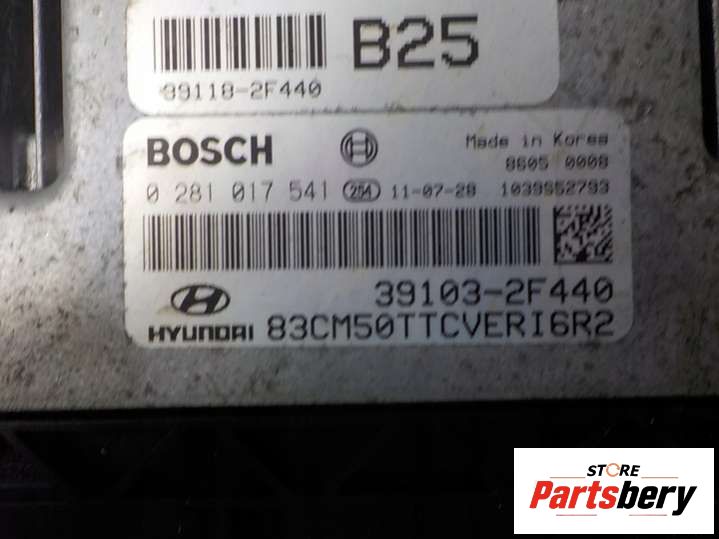 B25
39118-2F440
BOSCH
Made in Korea
8605 0008
0 281 017 541 254 11-07-28 1039S52793
39103-2F440
HYUNDAI 83CM50TTCVERI6R2
STORE
Partsbery